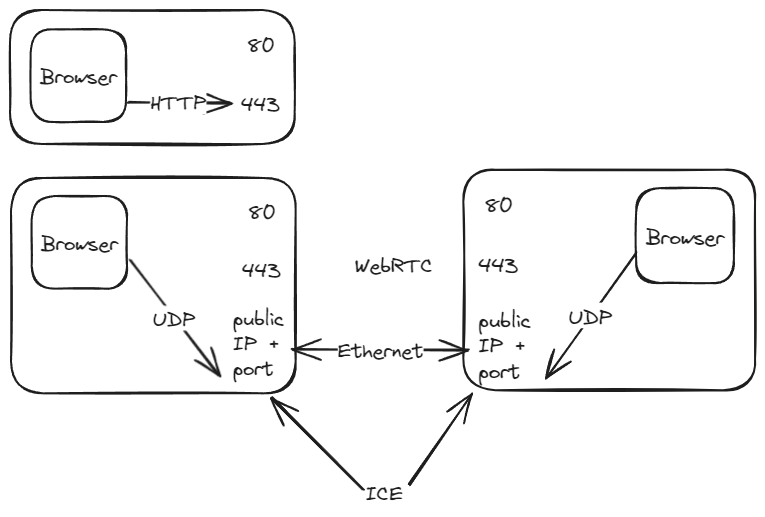 80
Browser
HTTP
443
80
Browser
443
UDP
public
IP +
port
WebRTC
Ethernet
80
Browser
443
public
IP +
port
UDP
ICE